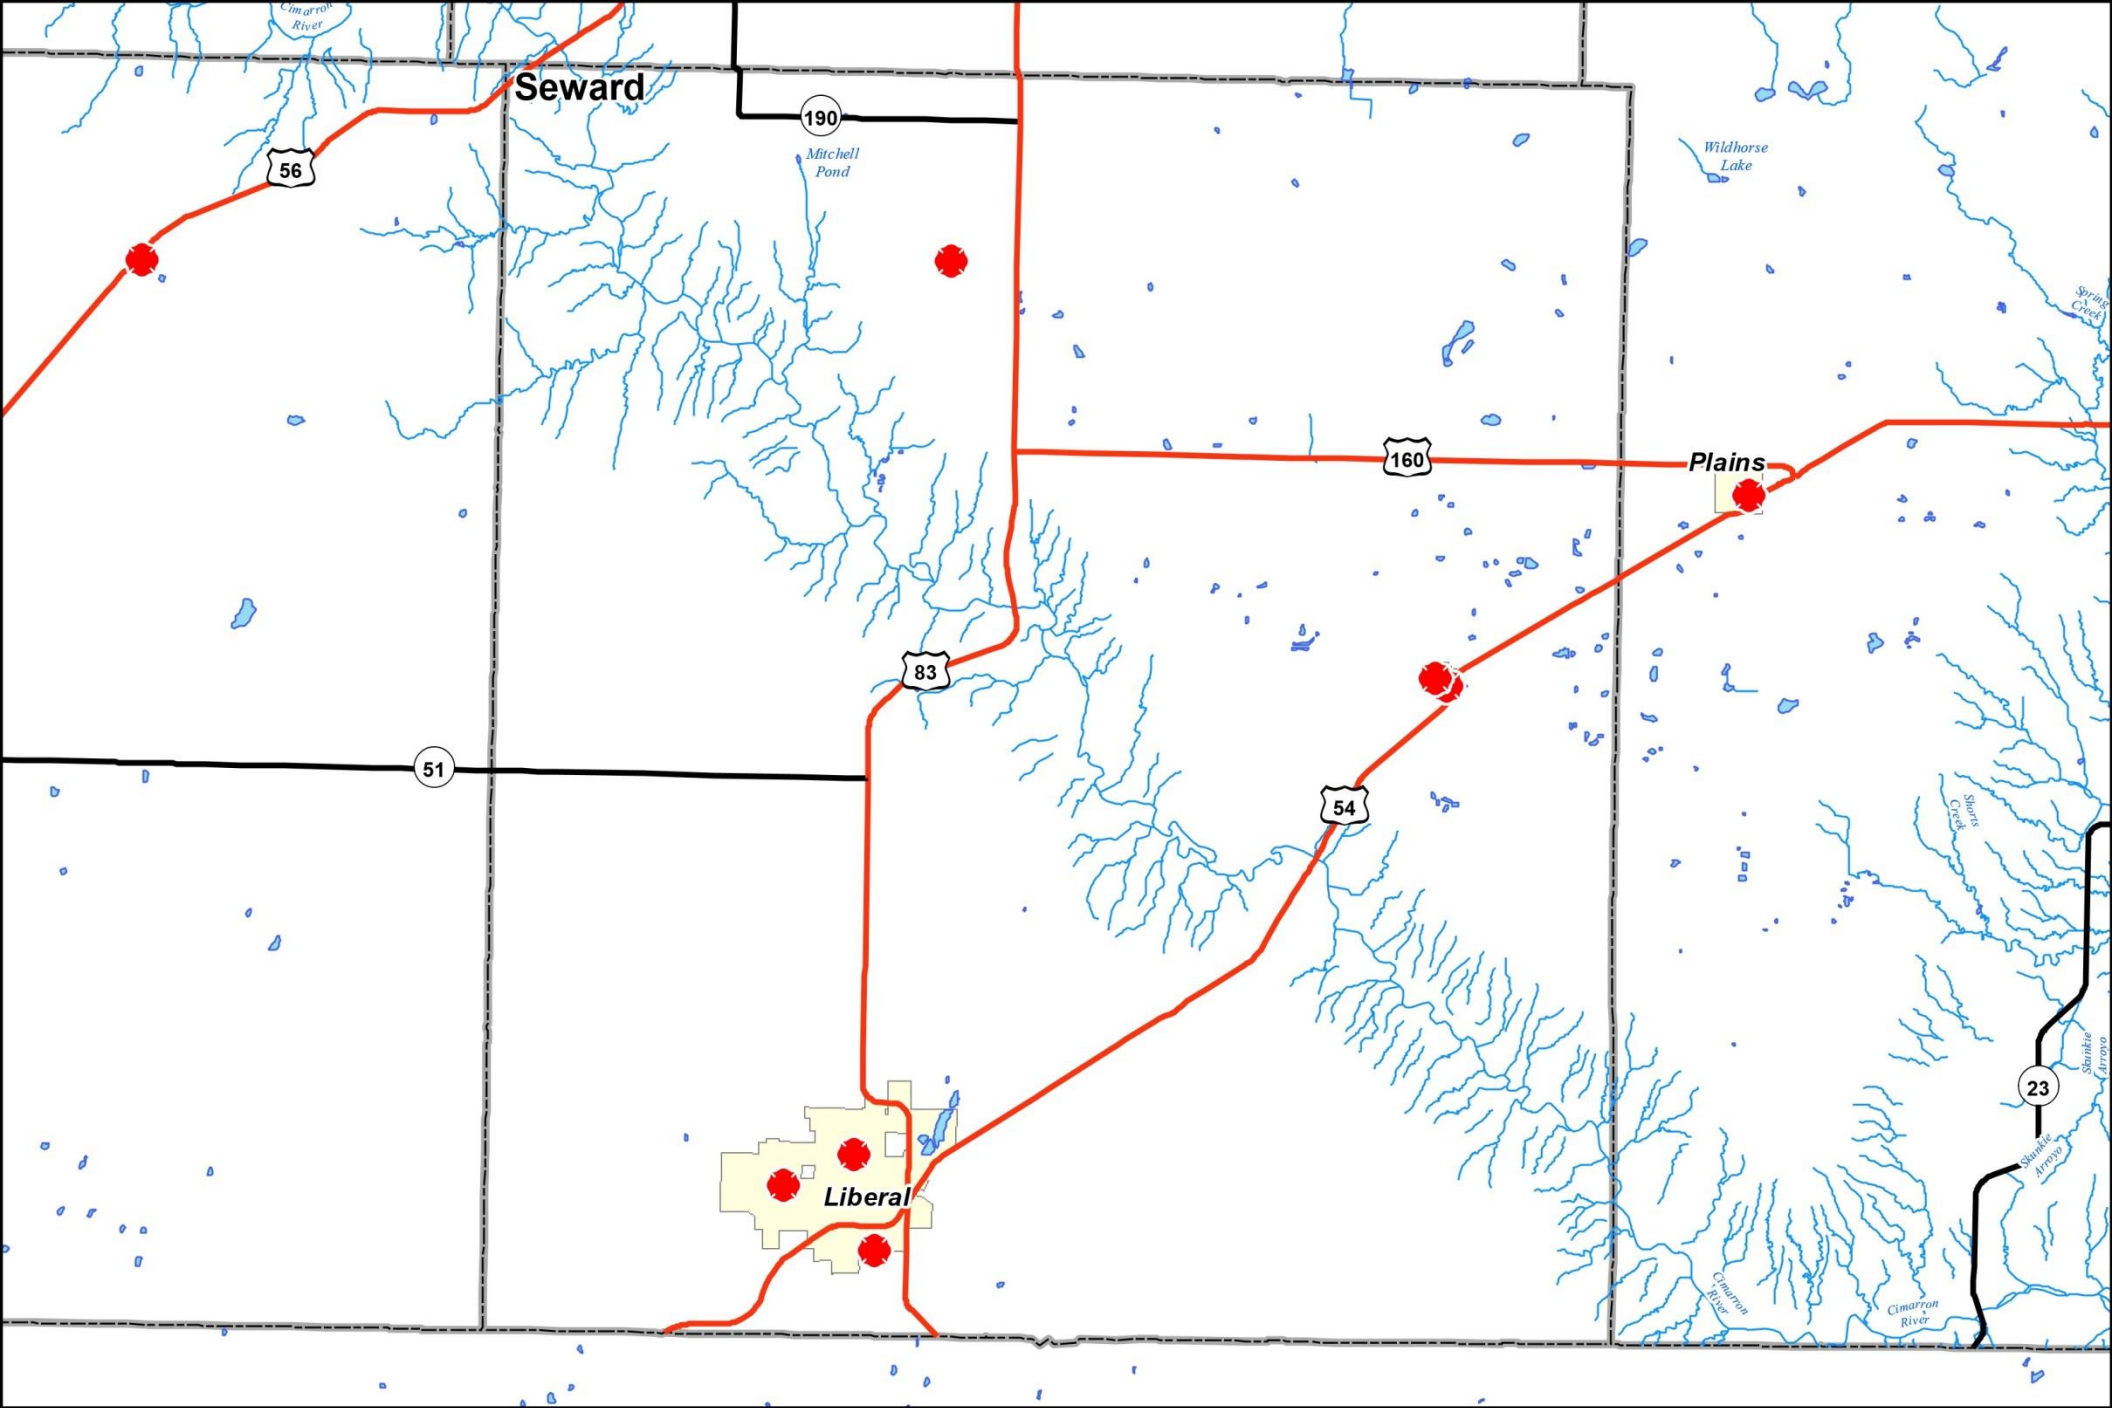 Cimarron
River
Seward
190
Mitchell
Pond
56
Wildhorse
Lake
Spring
Creek
160
Plains
83
51
54
Shorts
Creek
Skunkie
Arroyo
23
Skunkie
Arroyo
Liberal
Cimarron
River
Cimarron
River